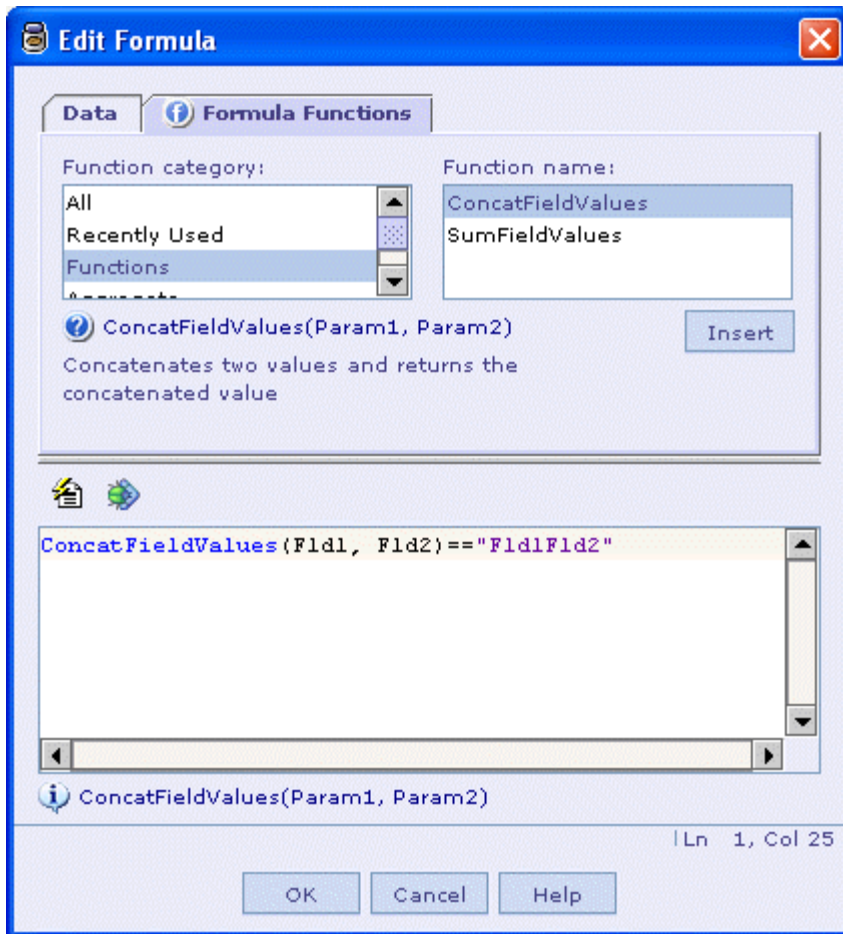 Edit Formula
Data
Formula Functions
Function category:
Function name:
All
Recently Used
Functions
ConcatFieldValues
SumFieldValues
ConcatFieldValues(Param1, Param2)
Insert
Concatenates two values and returns the
concatenated value
ConcatFieldValues(Fld1, Fld2)=="Fld1Fld2"
ConcatFieldValues(Param1, Param2)
Ln 1, Col 25
OK
Cancel
Help